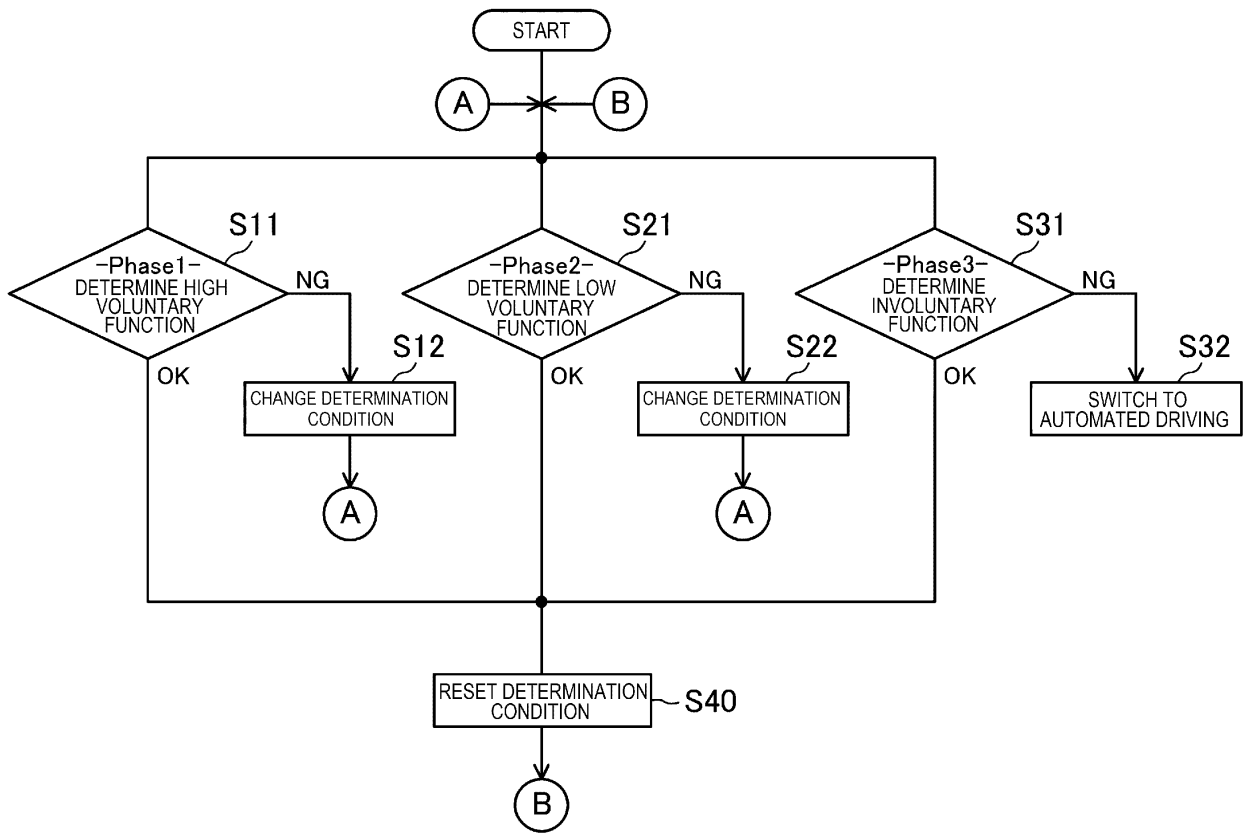 START
A
B
S11
-Phase1-
DETERMINE HIGH
VOLUNTARY
FUNCTION
NG
OK
S12
CHANGE DETERMINATION
CONDITION
A
S21
-Phase2-
DETERMINE LOW
VOLUNTARY
FUNCTION
NG
OK
S22
CHANGE DETERMINATION
CONDITION
A
S31
-Phase3-
DETERMINE
INVOLUNTARY
FUNCTION
NG
OK
S32
SWITCH TO
AUTOMATED DRIVING
RESET DETERMINATION
CONDITION
S40
B